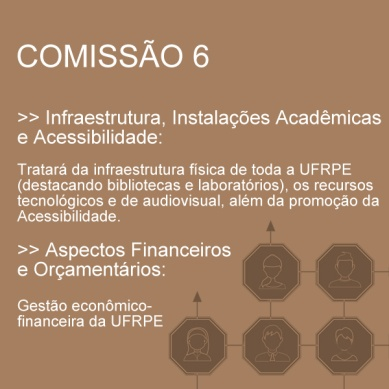 COMISSÃO 6
>> Infraestrutura, Instalações Acadêmicas
e Acessibilidade:
Tratará da infraestrutura física de toda a UFRPE
(destacando bibliotecas e laboratórios), os recursos
tecnológicos e de audiovisual, além da promoção da
Acessibilidade.
>> Aspectos Financeiros
e Orçamentários:
Gestão econômico-
financeira da UFRPE